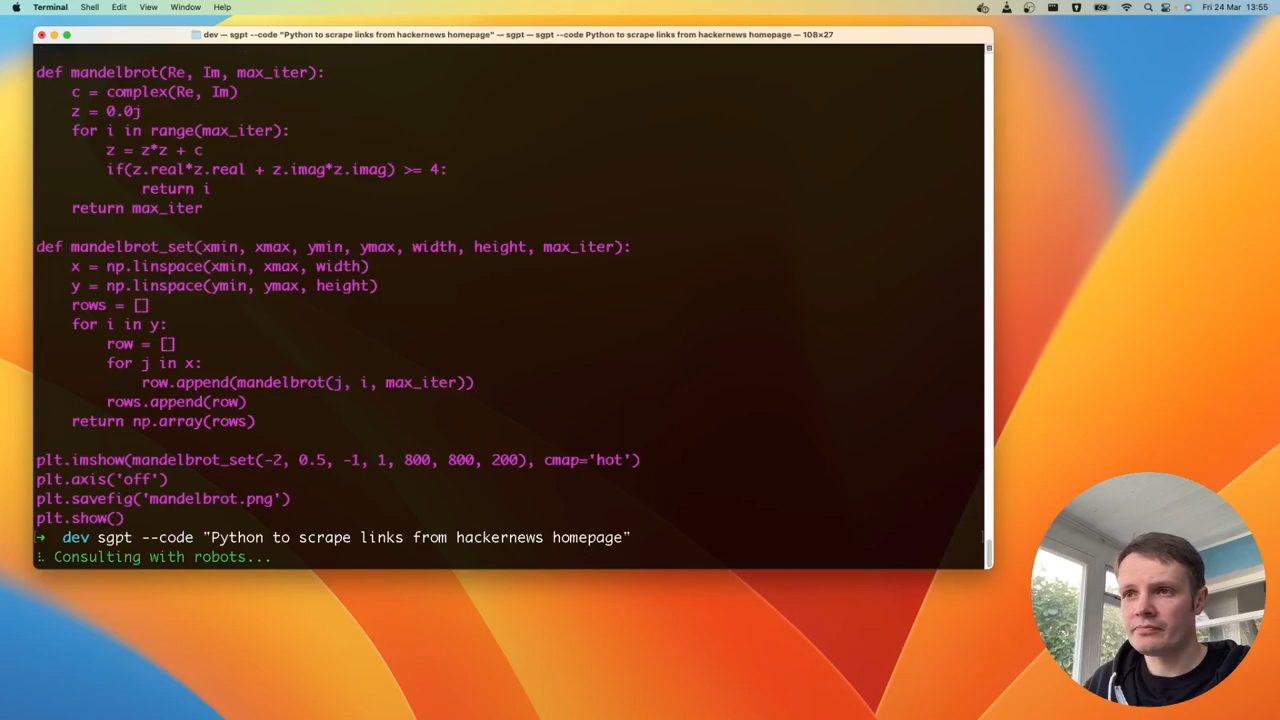 Terminal Shell Edit View Window Help Fri 24 Mar 13:55
dev — sgpt --code "Python to scrape links from hackernews homepage" — sgpt — sgpt --code Python to scrape links from hackernews homepage — 108×27
def mandelbrot(Re, Im, max_iter):
    c = complex(Re, Im)
    z = 0.0j
    for i in range(max_iter):
        z = z*z + c
        if(z.real*z.real + z.imag*z.imag) >= 4:
            return i
    return max_iter
def mandelbrot_set(xmin, xmax, ymin, ymax, width, height, max_iter):
    x = np.linspace(xmin, xmax, width)
    y = np.linspace(ymin, ymax, height)
    rows = []
    for i in y:
        row = []
        for j in x:
            row.append(mandelbrot(j, i, max_iter))
        rows.append(row)
    return np.array(rows)
plt.imshow(mandelbrot_set(-2, 0.5, -1, 1, 800, 800, 200), cmap='hot')
plt.axis('off')
plt.savefig('mandelbrot.png')
plt.show()
→ dev sgpt --code "Python to scrape links from hackernews homepage"
⠧ Consulting with robots...